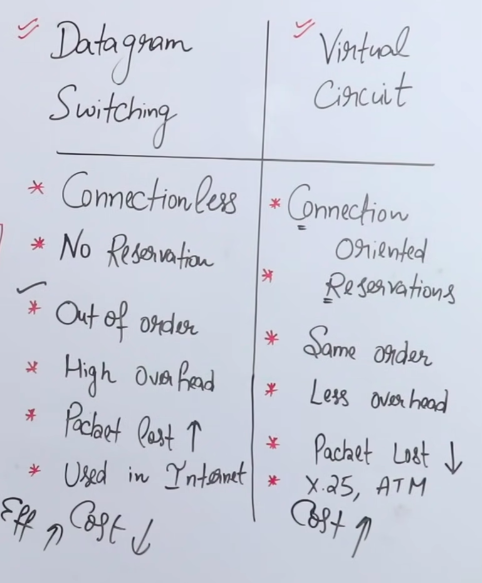 Datagram
Switching
* Connectionless
* No Reservation
* Out of order
* High Overhead
* Packet lost ↑
* Used in Internet
Eff ↑ Cost ↓
Virtual
Circuit
* Connection
Oriented
* Reservations
* Same order
* Less overhead
* Packet Lost ↓
* X.25, ATM
Cost ↑